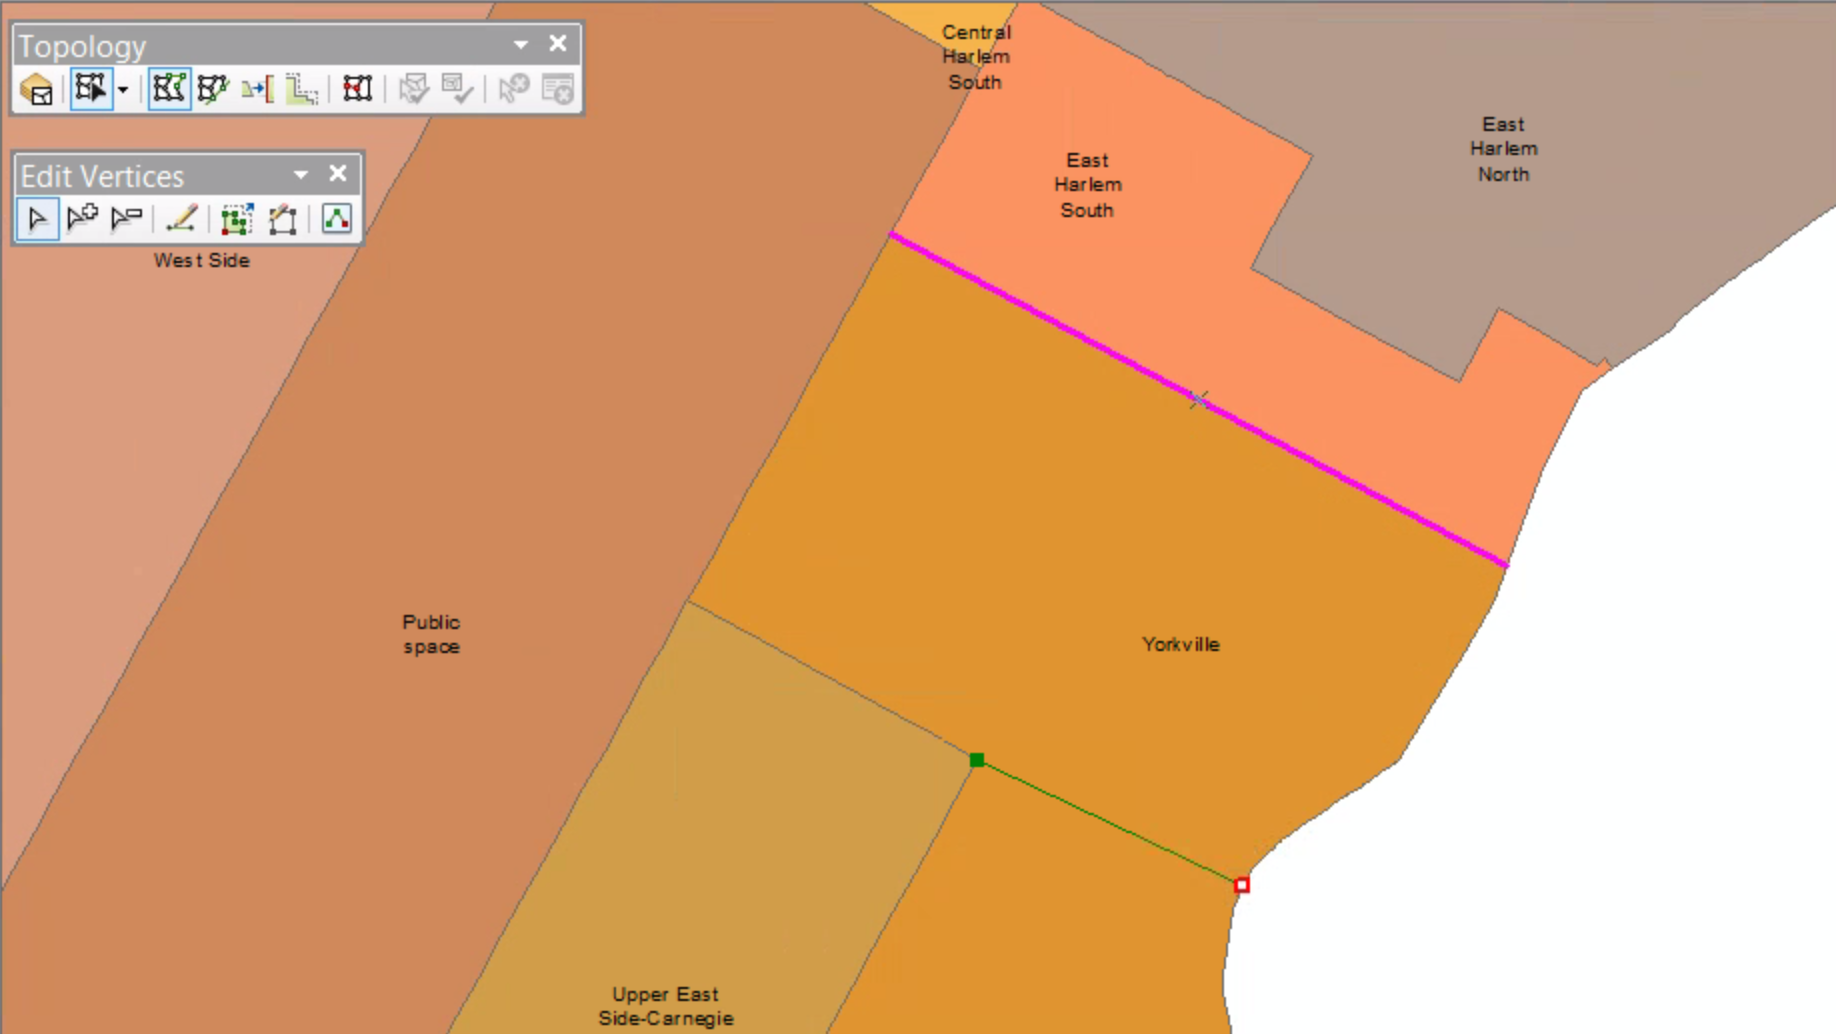 Topology
Edit Vertices
West Side
Central
Harlem
South
East
Harlem
South
East
Harlem
North
Public
space
Yorkville
Upper East
Side-Carnegie